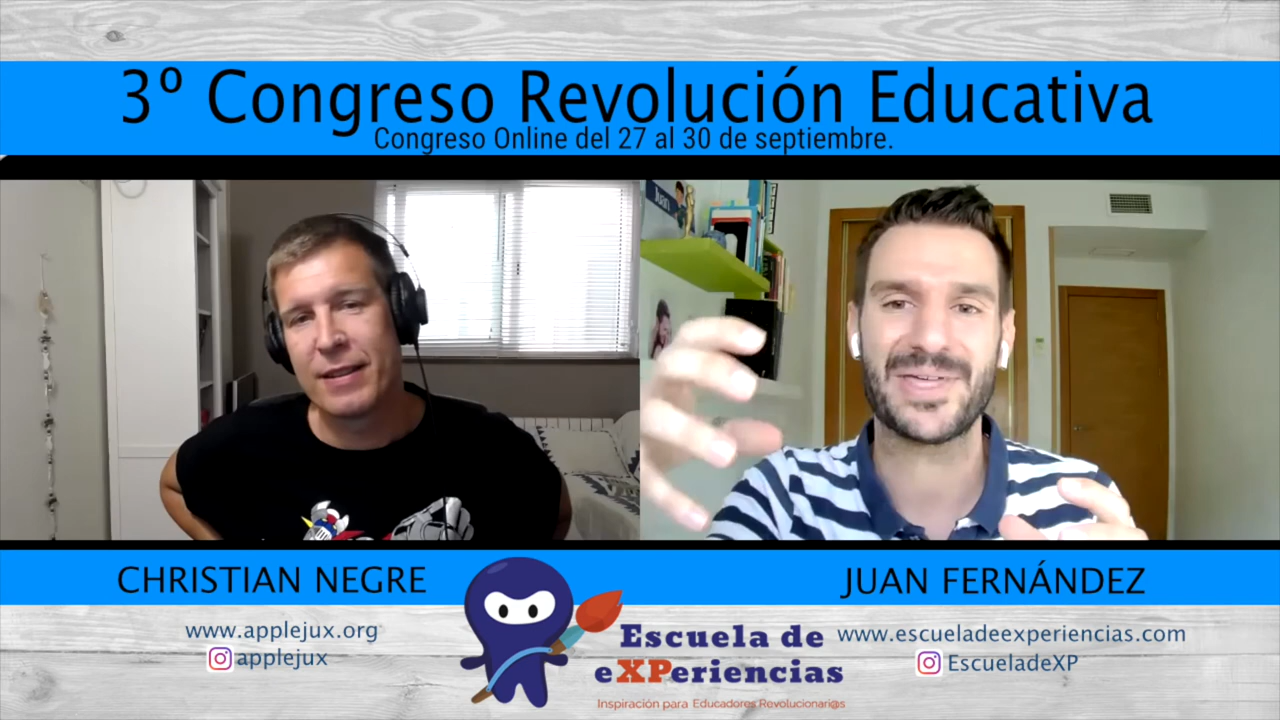 3º Congreso Revolución Educativa
Congreso Online del 27 al 30 de septiembre.
Juan
CHRISTIAN NEGRE
JUAN FERNÁNDEZ
www.applejux.org
applejux
Escuela de
eXPeriencias
Inspiración para Educadores Revolucionari@s
www.escueladeexperiencias.com
EscueladeXP